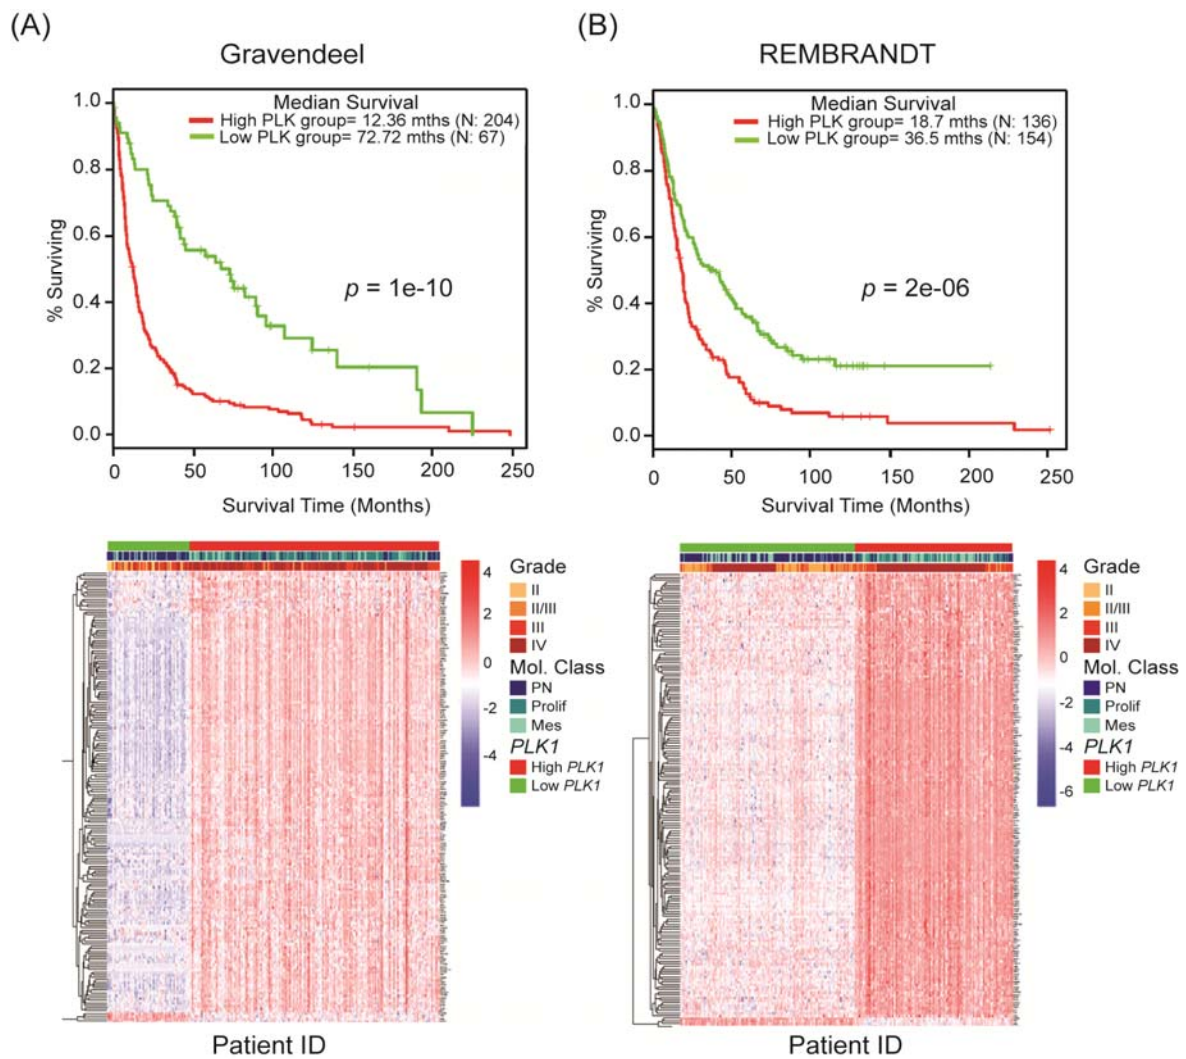 (A)
Gravendeel
Median Survival
High PLK group= 12.36 mths (N: 204)
Low PLK group= 72.72 mths (N: 67)
p = 1e-10
% Surviving
1.0
0.8
0.6
0.4
0.2
0.0
0 50 100 150 200 250
Survival Time (Months)
4
2
0
-2
-4
Grade
II
II/III
III
IV
Mol. Class
PN
Prolif
Mes
PLK1
High PLK1
Low PLK1
Patient ID
(B)
REMBRANDT
Median Survival
High PLK group= 18.7 mths (N: 136)
Low PLK group= 36.5 mths (N: 154)
p = 2e-06
% Surviving
1.0
0.8
0.6
0.4
0.2
0.0
0 50 100 150 200 250
Survival Time (Months)
4
2
0
-2
-4
-6
Grade
II
II/III
III
IV
Mol. Class
PN
Prolif
Mes
PLK1
High PLK1
Low PLK1
Patient ID